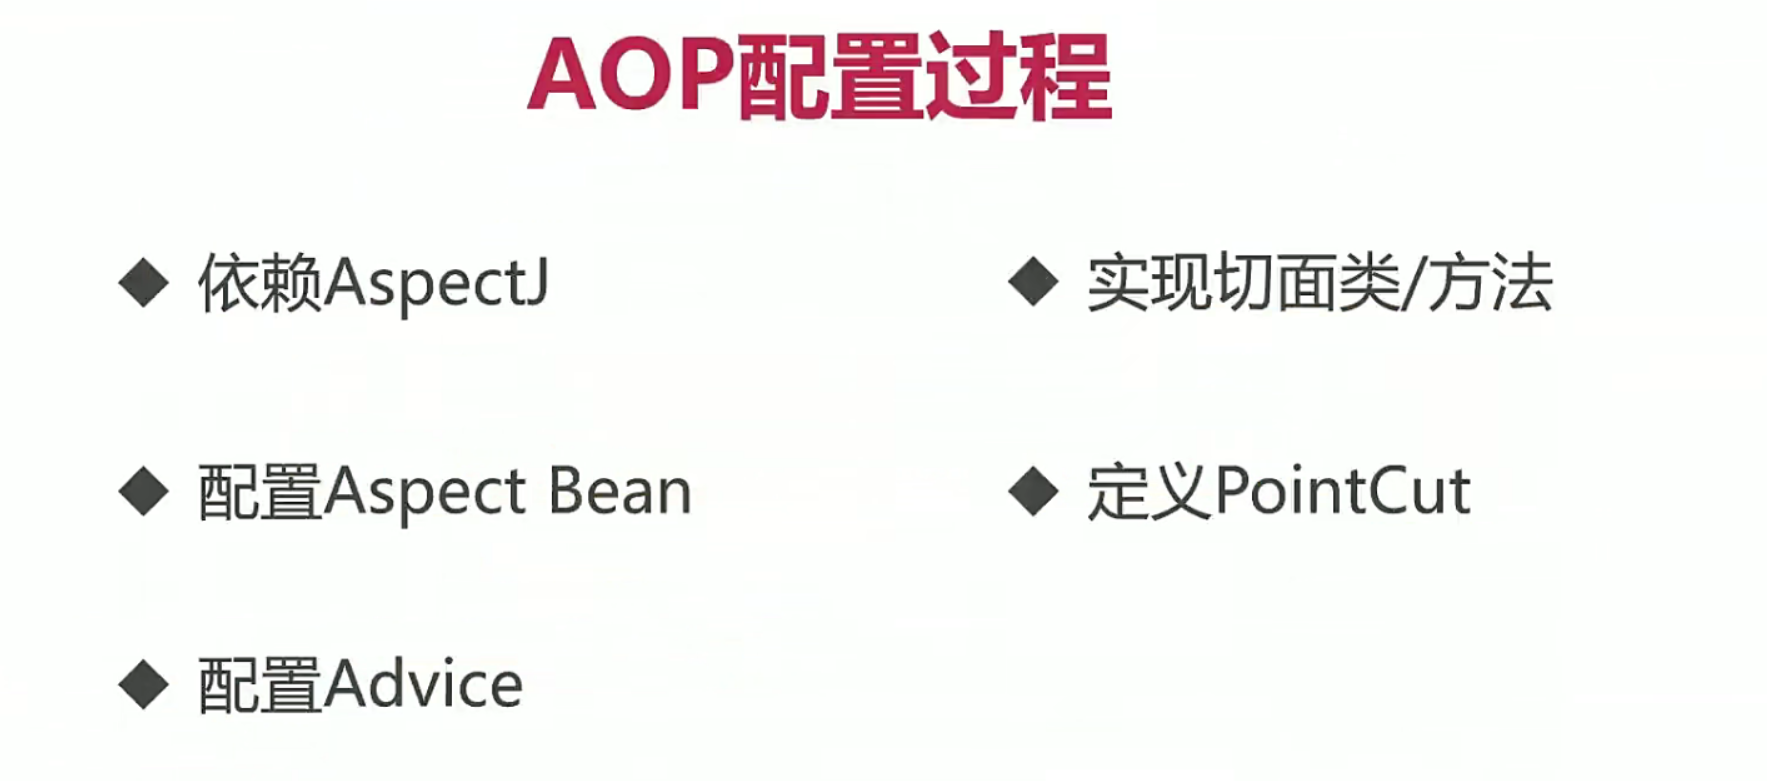 AOP配置过程
依赖AspectJ
实现切面类/方法
配置Aspect Bean
定义PointCut
配置Advice